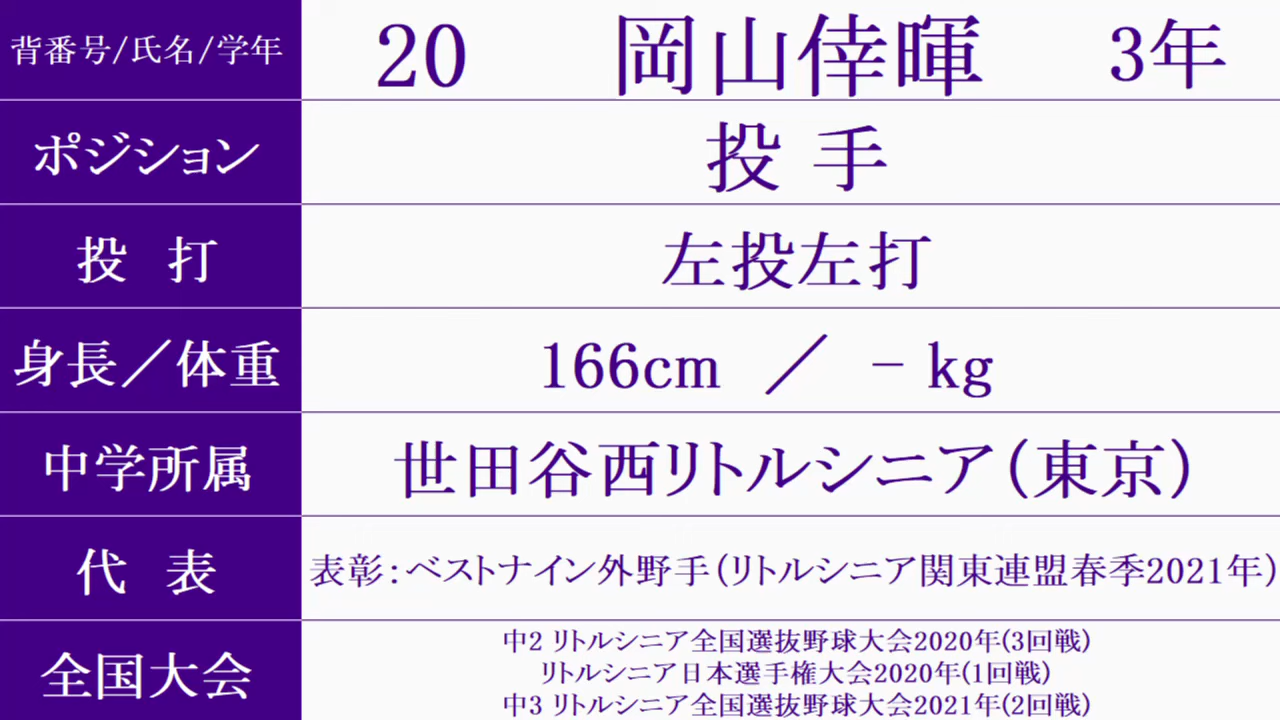 背番号/氏名/学年 20 岡山倖暉 3年
ポジション 投手
投 打 左投左打
身長／体重 166cm ／ − kg
中学所属 世田谷西リトルシニア(東京)
代 表 表彰:ベストナイン外野手(リトルシニア関東連盟春季2021年)
全国大会 中2 リトルシニア全国選抜野球大会2020年(3回戦)
リトルシニア日本選手権大会2020年(1回戦)
中3 リトルシニア全国選抜野球大会2021年(2回戦)